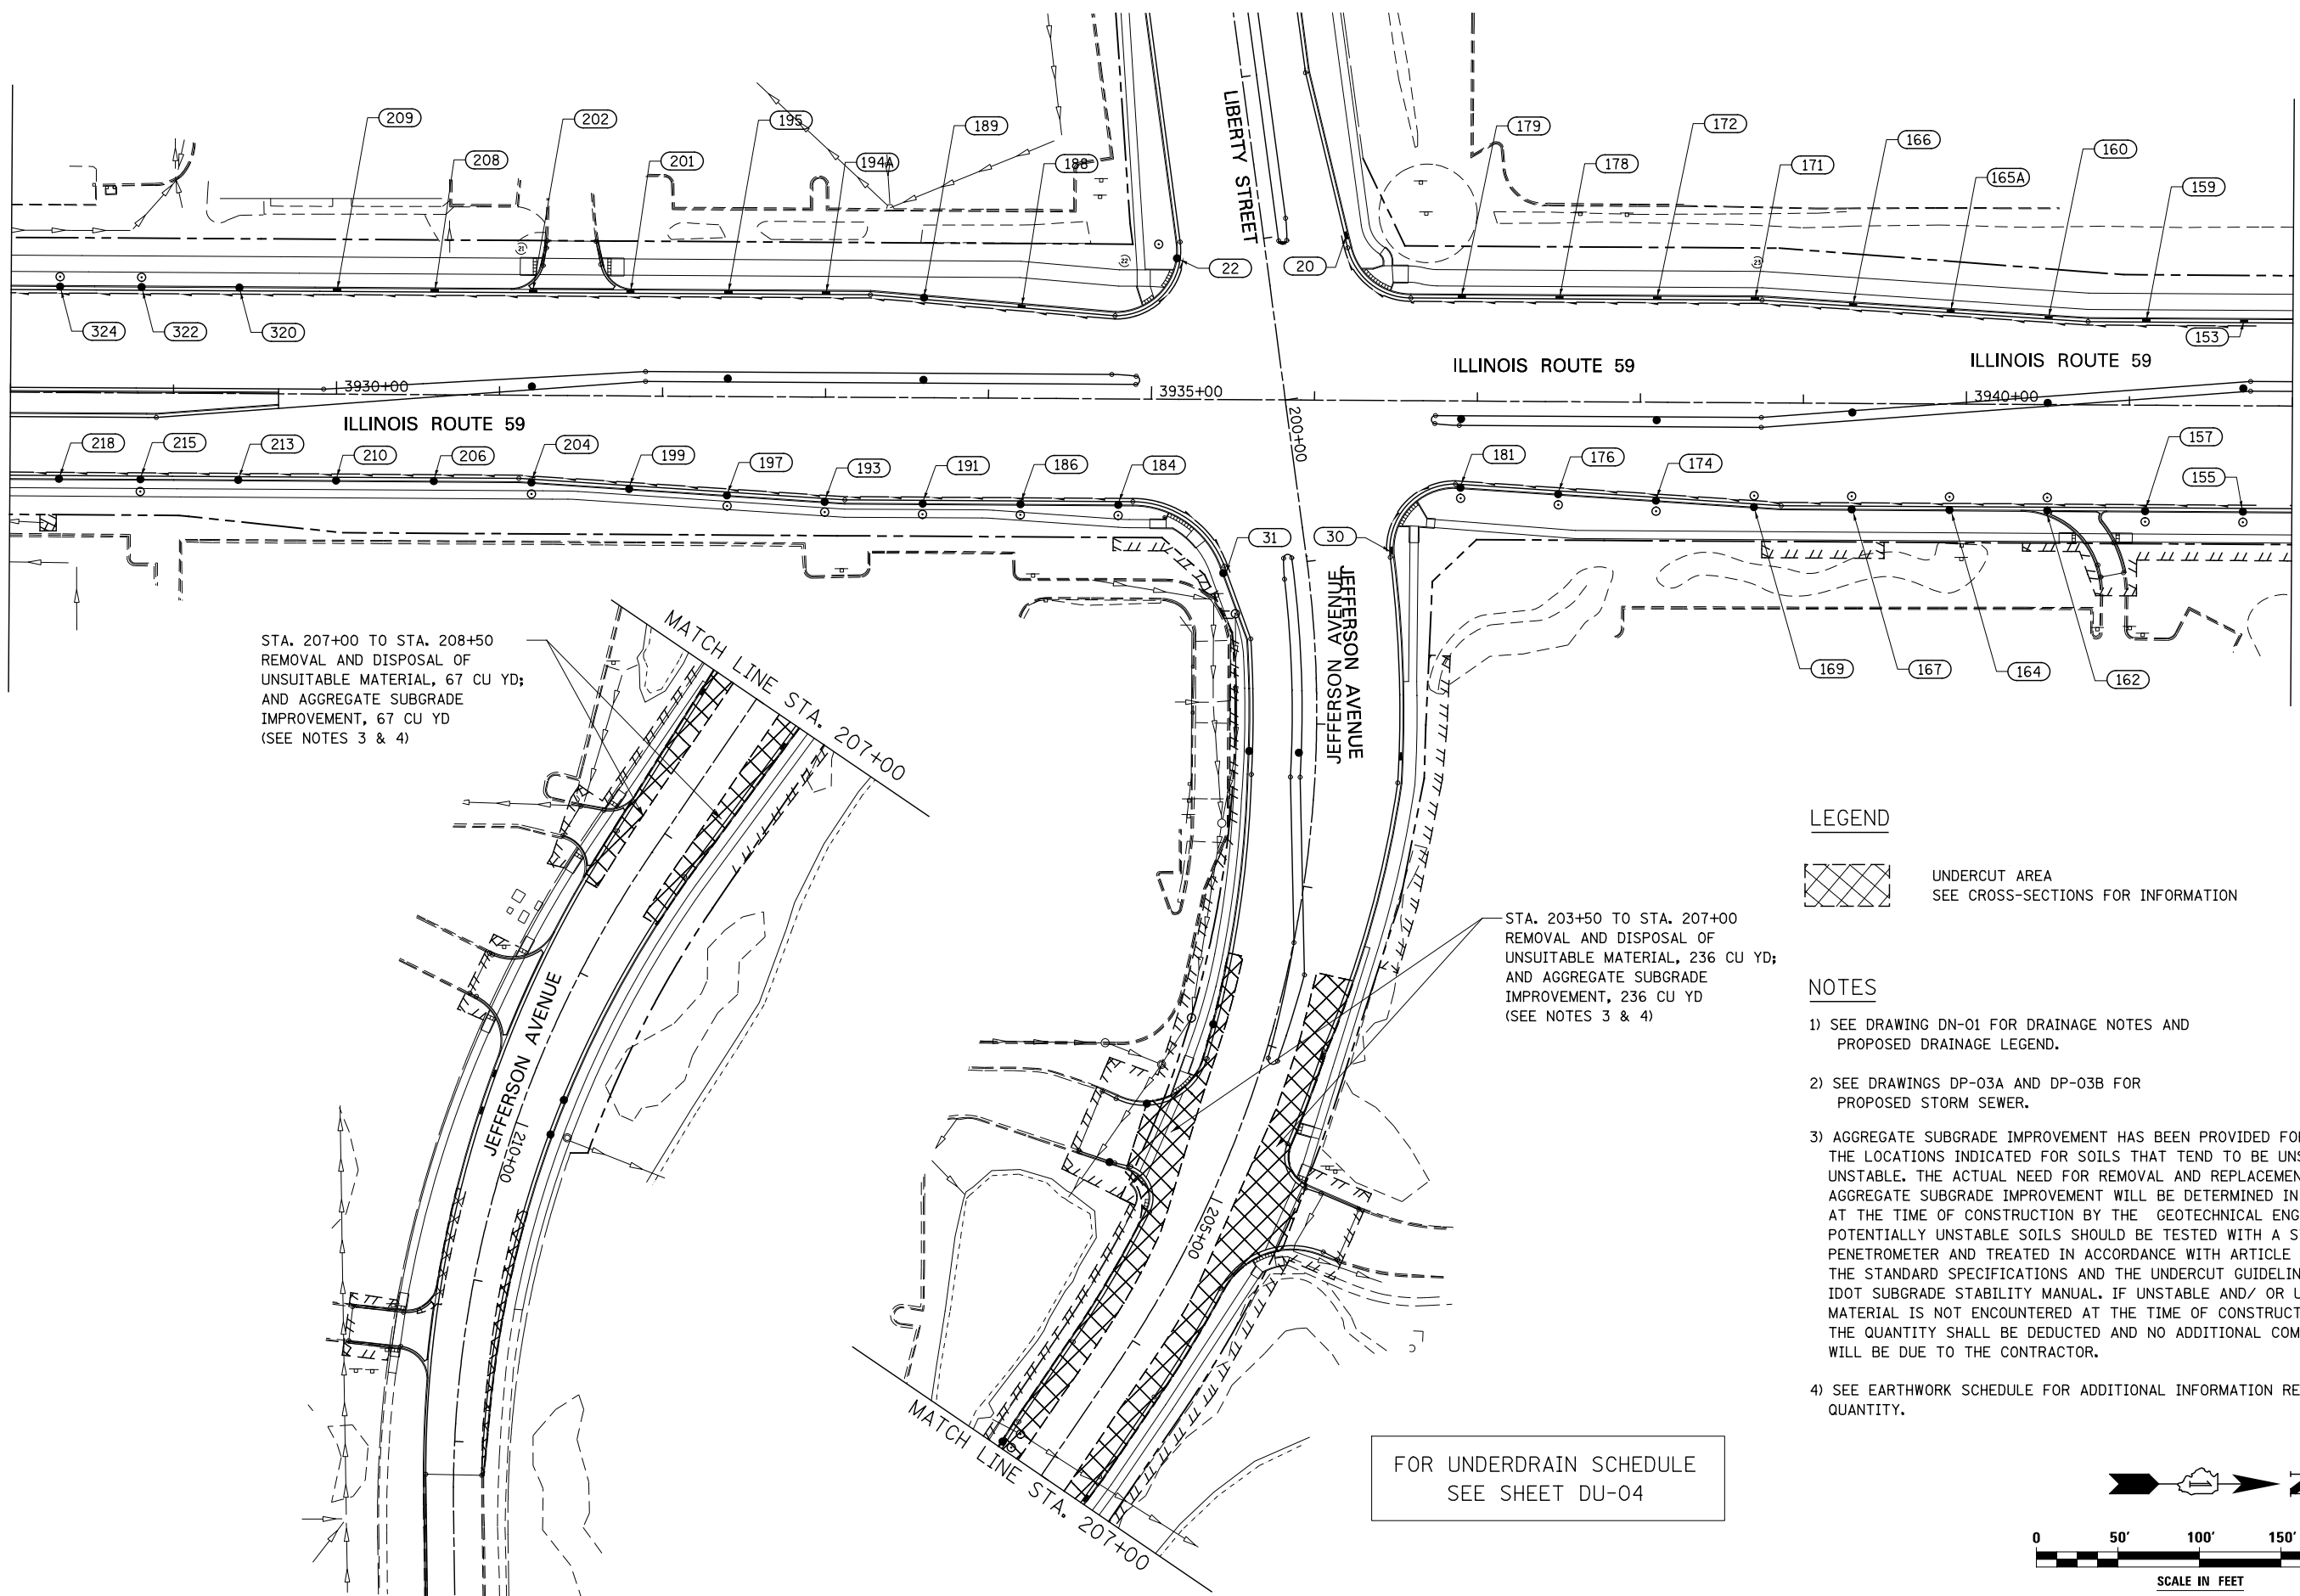 209
202
195
189
179
172
166
160
208
201
194A
188
178
171
165A
159
LIBERTY STREET
21
22
23
22
20
324
322
320
153
ILLINOIS ROUTE 59
ILLINOIS ROUTE 59
3930+00
3935+00
3940+00
ILLINOIS ROUTE 59
200+00
218
215
213
210
206
204
199
197
193
191
186
184
181
176
174
157
155
31
30
JEFFERSON AVENUE
JEFFERSON AVENUE
169
167
164
162
STA. 207+00 TO STA. 208+50
REMOVAL AND DISPOSAL OF
UNSUITABLE MATERIAL, 67 CU YD;
AND AGGREGATE SUBGRADE
IMPROVEMENT, 67 CU YD
(SEE NOTES 3 & 4)
MATCH LINE STA. 207+00
JEFFERSON AVENUE
210+00
STA. 203+50 TO STA. 207+00
REMOVAL AND DISPOSAL OF
UNSUITABLE MATERIAL, 236 CU YD;
AND AGGREGATE SUBGRADE
IMPROVEMENT, 236 CU YD
(SEE NOTES 3 & 4)
205+00
MATCH LINE STA. 207+00
LEGEND
UNDERCUT AREA
SEE CROSS-SECTIONS FOR INFORMATION
NOTES
1) SEE DRAWING DN-01 FOR DRAINAGE NOTES AND
PROPOSED DRAINAGE LEGEND.
2) SEE DRAWINGS DP-03A AND DP-03B FOR
PROPOSED STORM SEWER.
3) AGGREGATE SUBGRADE IMPROVEMENT HAS BEEN PROVIDED
THE LOCATIONS INDICATED FOR SOILS THAT TEND TO BE
UNSTABLE. THE ACTUAL NEED FOR REMOVAL AND
AGGREGATE SUBGRADE IMPROVEMENT WILL BE DETERMINED IN
AT THE TIME OF CONSTRUCTION BY THE GEOTECHNICAL
POTENTIALLY UNSTABLE SOILS SHOULD BE TESTED WITH A
PENETROMETER AND TREATED IN ACCORDANCE WITH ARTICLE
THE STANDARD SPECIFICATIONS AND THE UNDERCUT
IDOT SUBGRADE STABILITY MANUAL. IF UNSTABLE AND/ OR
MATERIAL IS NOT ENCOUNTERED AT THE TIME OF
THE QUANTITY SHALL BE DEDUCTED AND NO ADDITIONAL
WILL BE DUE TO THE CONTRACTOR.
4) SEE EARTHWORK SCHEDULE FOR ADDITIONAL INFORMATION
QUANTITY.
FOR UNDERDRAIN SCHEDULE
SEE SHEET DU-04
0 50' 100' 150'
SCALE IN FEET